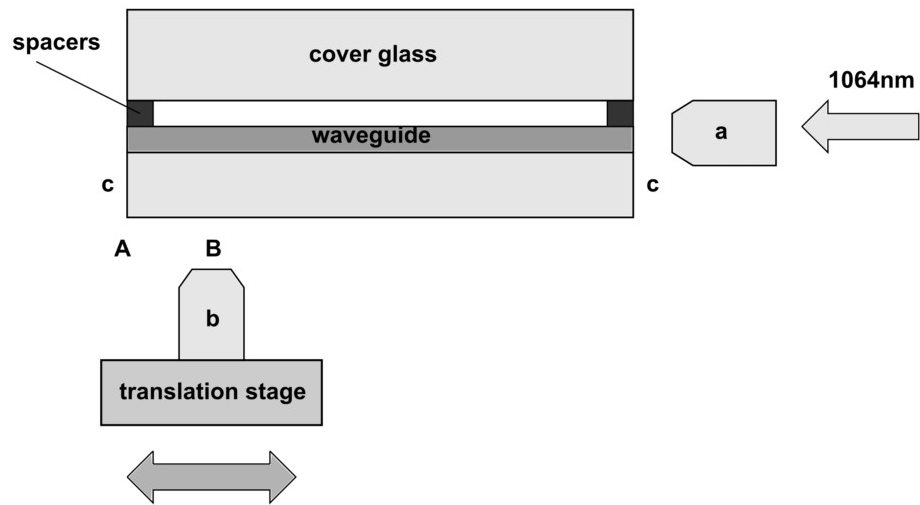 spacers
cover glass
1064nm
waveguide
a
c
c
A
B
b
translation stage